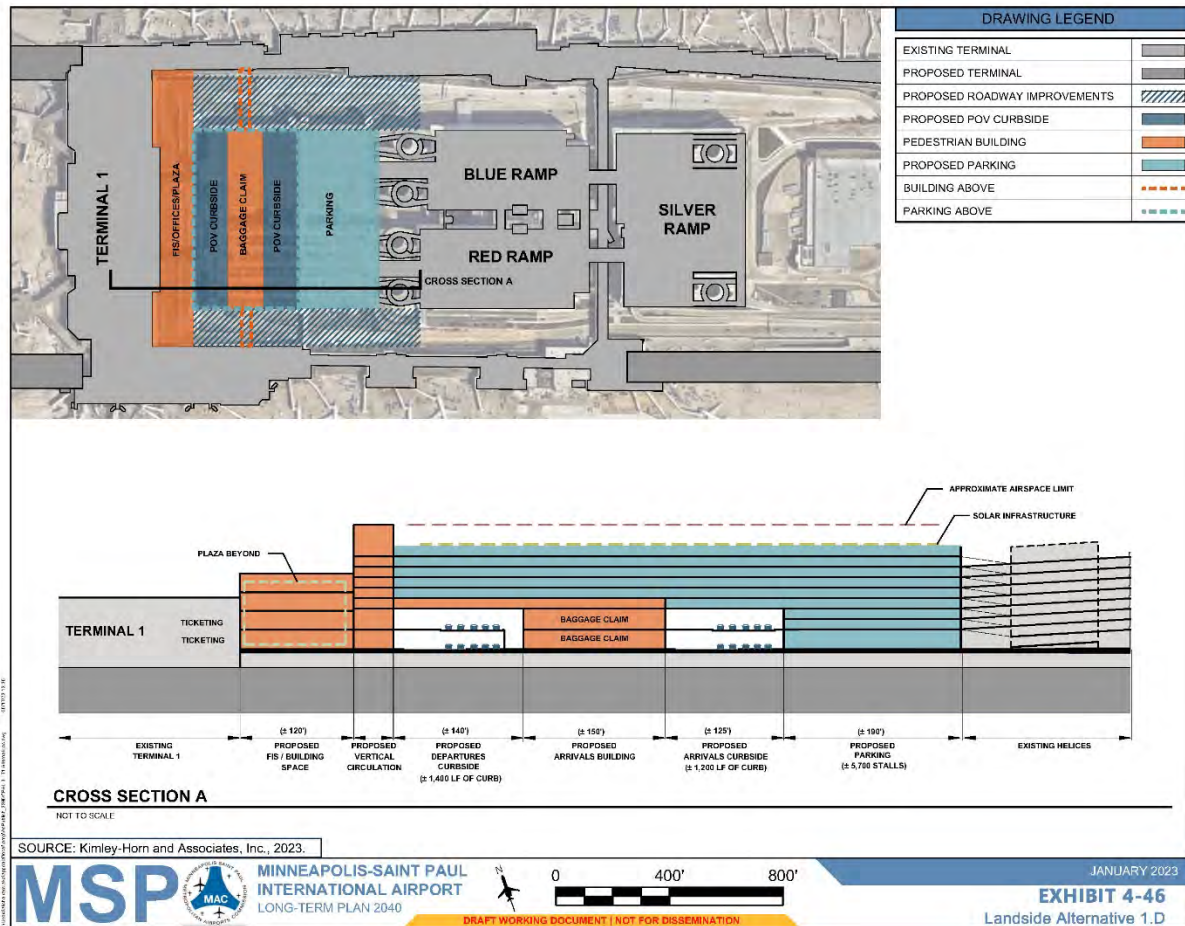 DRAWING LEGEND
EXISTING TERMINAL
PROPOSED TERMINAL
PROPOSED ROADWAY IMPROVEMENTS
PROPOSED POV CURBSIDE
PEDESTRIAN BUILDING
PROPOSED PARKING
BUILDING ABOVE
PARKING ABOVE
TERMINAL 1
FIS/OFFICES/PLAZA
POV CURBSIDE
BAGGAGE CLAIM
POV CURBSIDE
PARKING
BLUE RAMP
RED RAMP
SILVER
RAMP
CROSS SECTION A
APPROXIMATE AIRSPACE LIMIT
SOLAR INFRASTRUCTURE
PLAZA BEYOND
TERMINAL 1
TICKETING
TICKETING
BAGGAGE CLAIM
BAGGAGE CLAIM
EXISTING
TERMINAL 1
(± 120')
PROPOSED
FIS / BUILDING
SPACE
PROPOSED
VERTICAL
CIRCULATION
(± 140')
PROPOSED
DEPARTURES
CURBSIDE
(± 1,400 LF OF CURB)
(± 150')
PROPOSED
ARRIVALS BUILDING
(± 125')
PROPOSED
ARRIVALS CURBSIDE
(± 1,200 LF OF CURB)
(± 190')
PROPOSED
PARKING
(± 5,700 STALLS)
EXISTING HELICES
CROSS SECTION A
NOT TO SCALE
SOURCE: Kimley-Horn and Associates, Inc., 2023.
MSP
MINNEAPOLIS SAINT PAUL
METROPOLITAN AIRPORTS COMMISSION
MAC
MINNEAPOLIS-SAINT PAUL
INTERNATIONAL AIRPORT
LONG-TERM PLAN 2040
N
0 400' 800'
DRAFT WORKING DOCUMENT | NOT FOR DISSEMINATION
JANUARY 2023
EXHIBIT 4-46
Landside Alternative 1.D